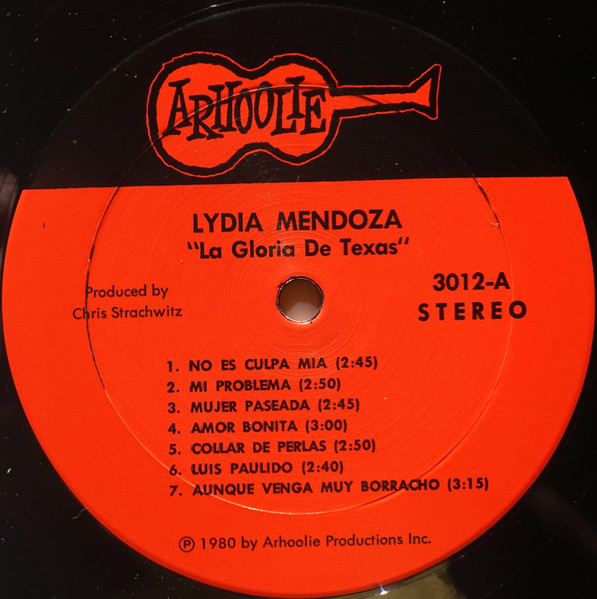 ARHOOLIE
LYDIA MENDOZA
"La Gloria De Texas"
Produced by
Chris Strachwitz
3012-A
STEREO
1. NO ES CULPA MIA (2:45)
2. MI PROBLEMA (2:50)
3. MUJER PASEADA (2:45)
4. AMOR BONITA (3:00)
5. COLLAR DE PERLAS (2:50)
6. LUIS PAULIDO (2:40)
7. AUNQUE VENGA MUY BORRACHO (3:15)
℗ 1980 by Arhoolie Productions Inc.